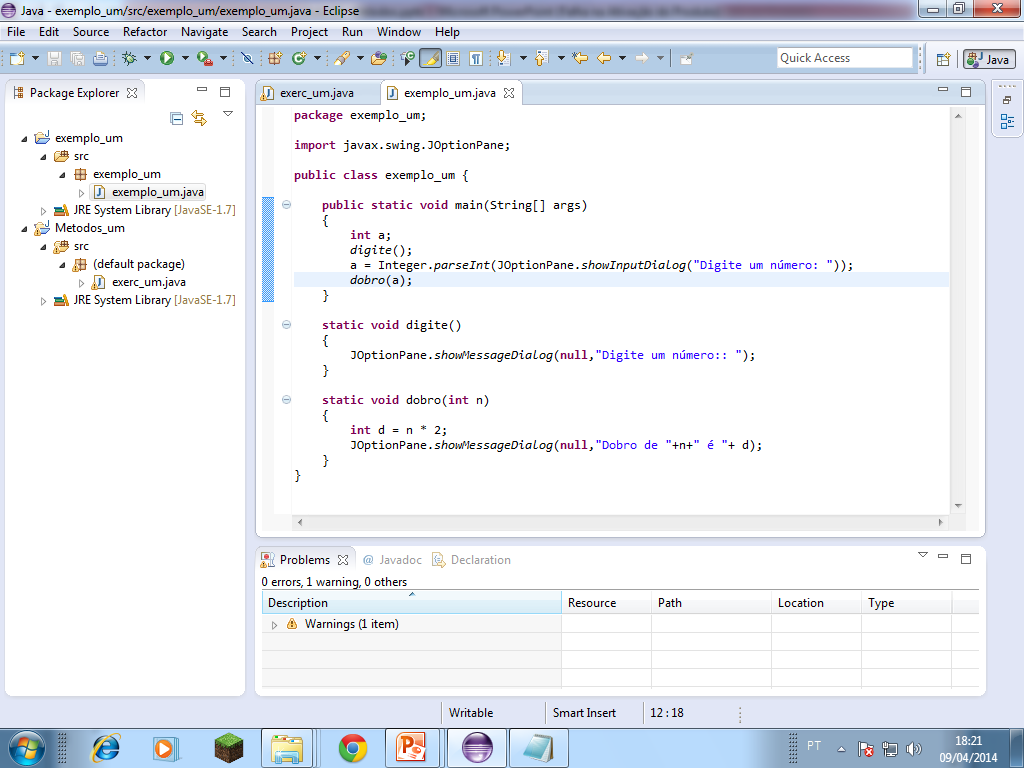 Java - exemplo_um/src/exemplo_um/exemplo_um.java - Eclipse
File Edit Source Refactor Navigate Search Project Run Window Help
Quick Access
Java
Package Explorer
exemplo_um
src
exemplo_um
exemplo_um.java
JRE System Library [JavaSE-1.7]
Metodos_um
src
(default package)
exerc_um.java
JRE System Library [JavaSE-1.7]
exerc_um.java exemplo_um.java
package exemplo_um;
import javax.swing.JOptionPane;
public class exemplo_um {
public static void main(String[] args)
{
int a;
digite();
a = Integer.parseInt(JOptionPane.showInputDialog("Digite um número: "));
dobro(a);
}
static void digite()
{
JOptionPane.showMessageDialog(null,"Digite um número:: ");
}
static void dobro(int n)
{
int d = n * 2;
JOptionPane.showMessageDialog(null,"Dobro de "+n+" é "+ d);
}
}
Problems @ Javadoc Declaration
0 errors, 1 warning, 0 others
Description Resource Path Location Type
Warnings (1 item)
Writable Smart Insert 12 : 18
PT
18:21
09/04/2014